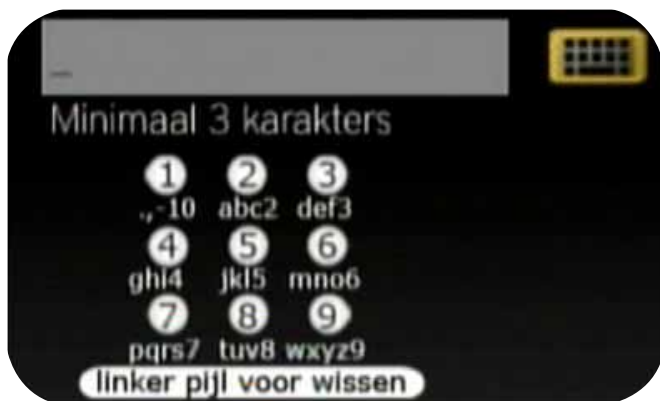 _
Minimaal 3 karakters
1 2 3
.,-10 abc2 def3
4 5 6
ghi4 jkl5 mno6
7 8 9
pqrs7 tuv8 wxyz9
linker pijl voor wissen